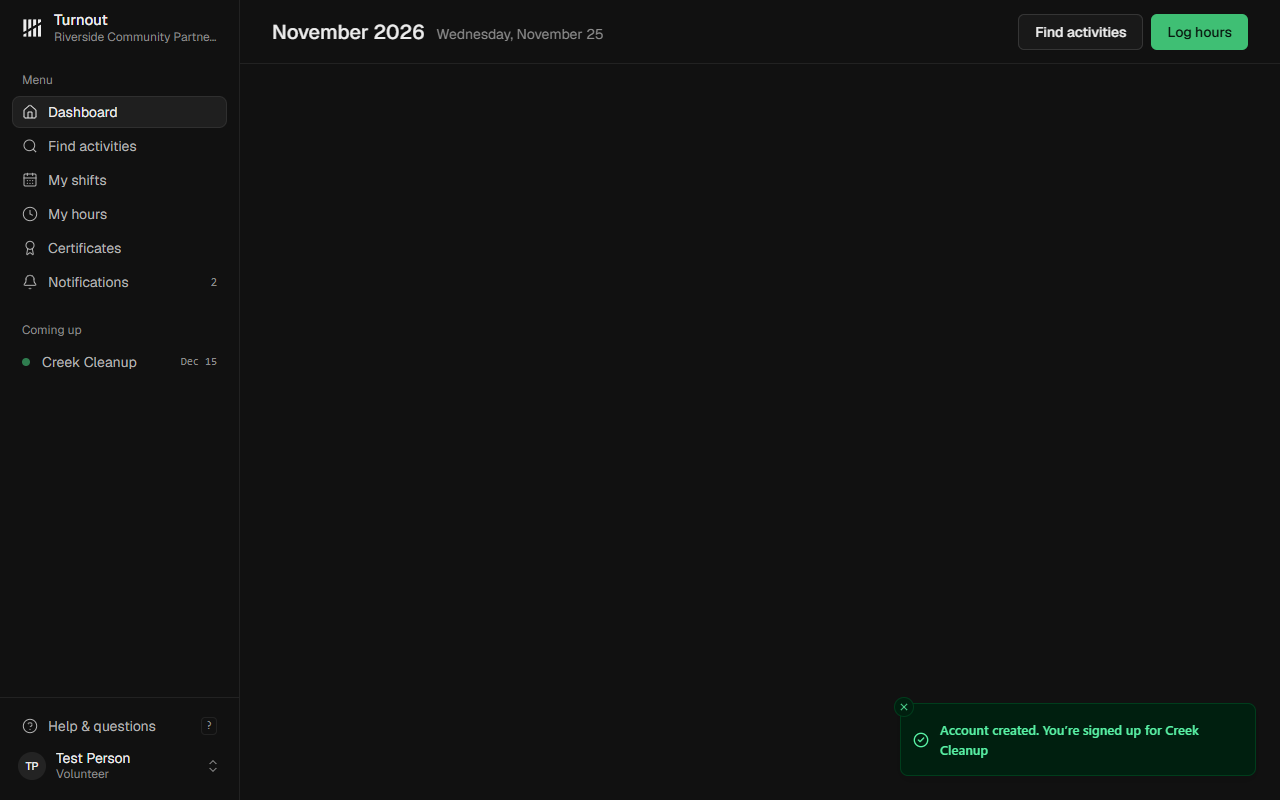 Turnout
Riverside Community Partne…
Menu
Dashboard
Find activities
My shifts
My hours
Certificates
Notifications 2
Coming up
Creek Cleanup Dec 15
Help & questions ?
TP
Test Person
Volunteer
November 2026 Wednesday, November 25
Find activities
Log hours
Account created. You’re signed up for Creek
Cleanup